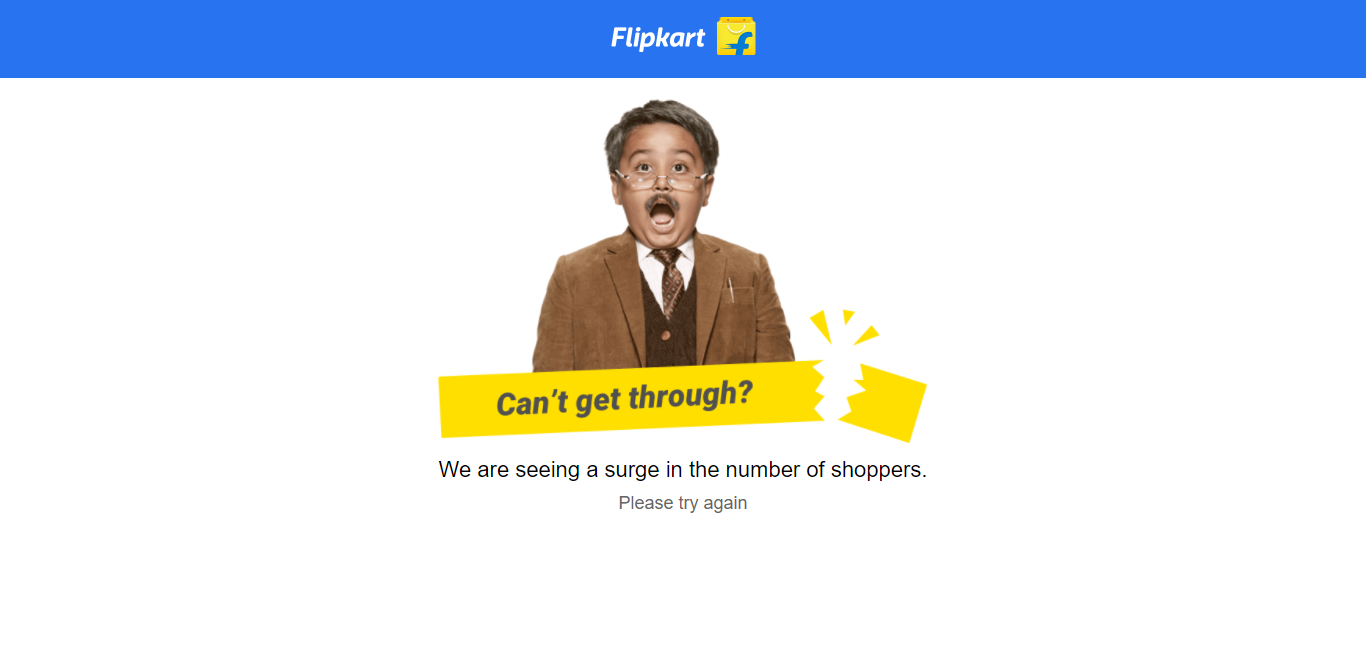 Flipkart
Can't get through?
We are seeing a surge in the number of shoppers.
Please try again